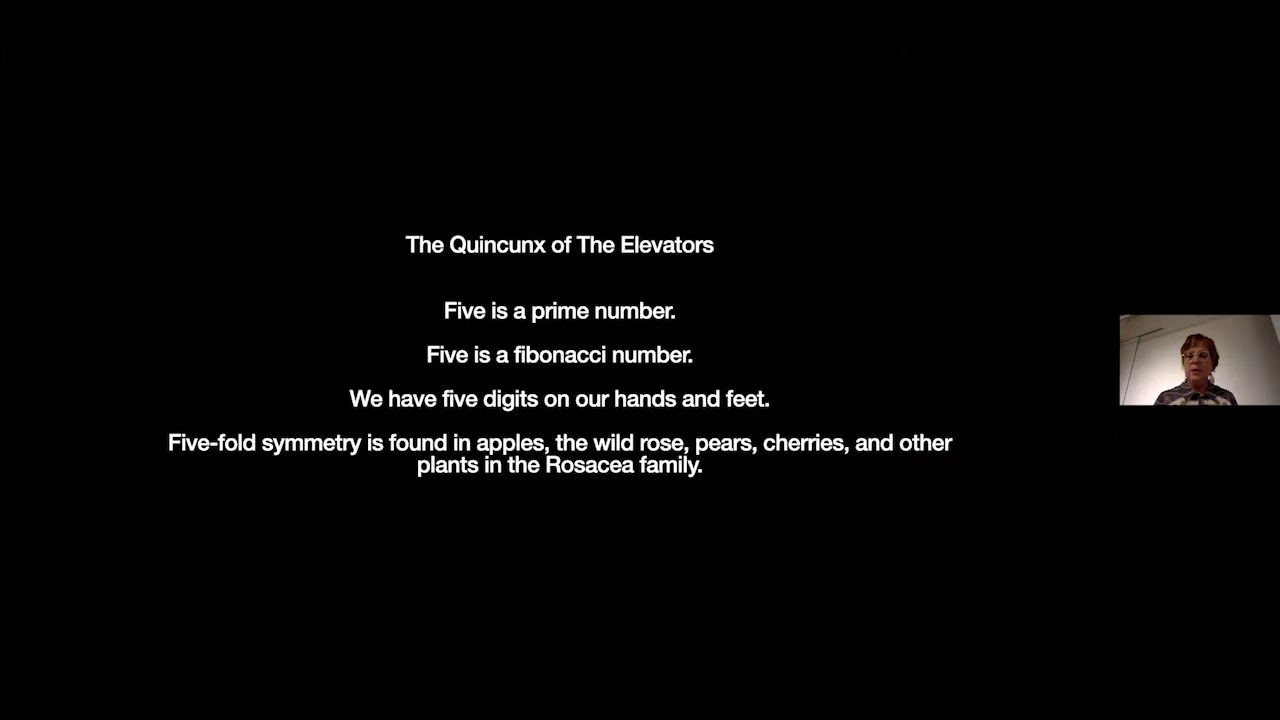 The Quincunx of The Elevators
Five is a prime number.
Five is a fibonacci number.
We have five digits on our hands and feet.
Five-fold symmetry is found in apples, the wild rose, pears, cherries, and other
plants in the Rosacea family.